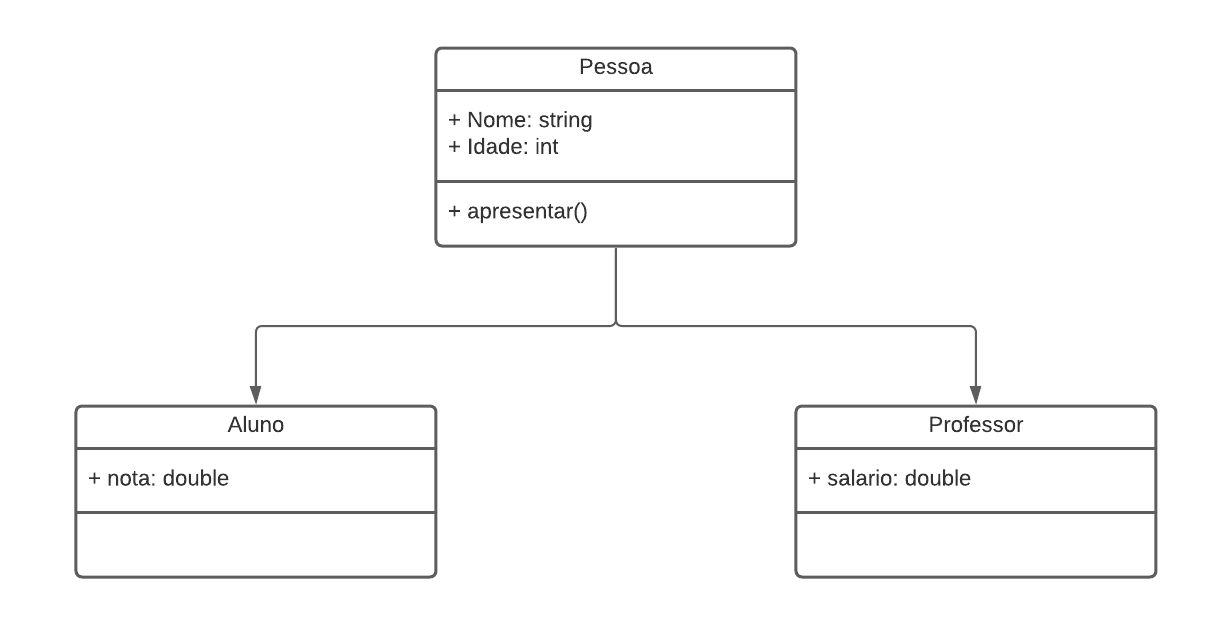 Pessoa
+ Nome: string
+ Idade: int
+ apresentar()
Aluno
+ nota: double
Professor
+ salario: double